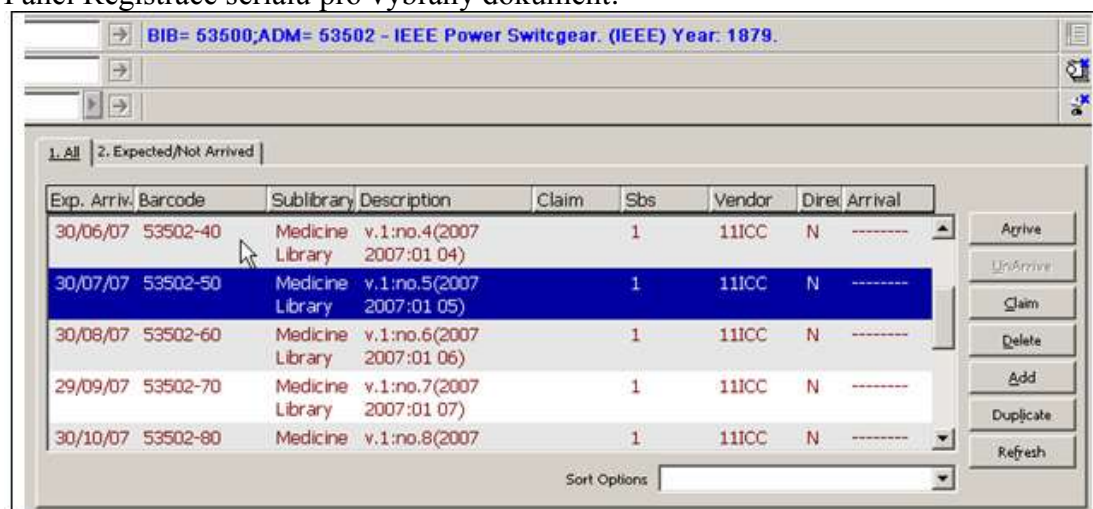 Panel Registrace seriálů pro vybraný dokument:
BIB= 53500;ADM= 53502 - IEEE Power Switcgear. (IEEE) Year: 1879.
1. All 2. Expected/Not Arrived
Exp. Arriv. Barcode Sublibrary Description Claim Sbs Vendor Direc Arrival
30/06/07 53502-40 Medicine v.1:no.4(2007 1 11ICC N --------
Library 2007:01 04)
30/07/07 53502-50 Medicine v.1:no.5(2007 1 11ICC N --------
Library 2007:01 05)
30/08/07 53502-60 Medicine v.1:no.6(2007 1 11ICC N --------
Library 2007:01 06)
29/09/07 53502-70 Medicine v.1:no.7(2007 1 11ICC N --------
Library 2007:01 07)
30/10/07 53502-80 Medicine v.1:no.8(2007 1 11ICC N --------
Arrive
UnArrive
Claim
Delete
Add
Duplicate
Refresh
Sort Options